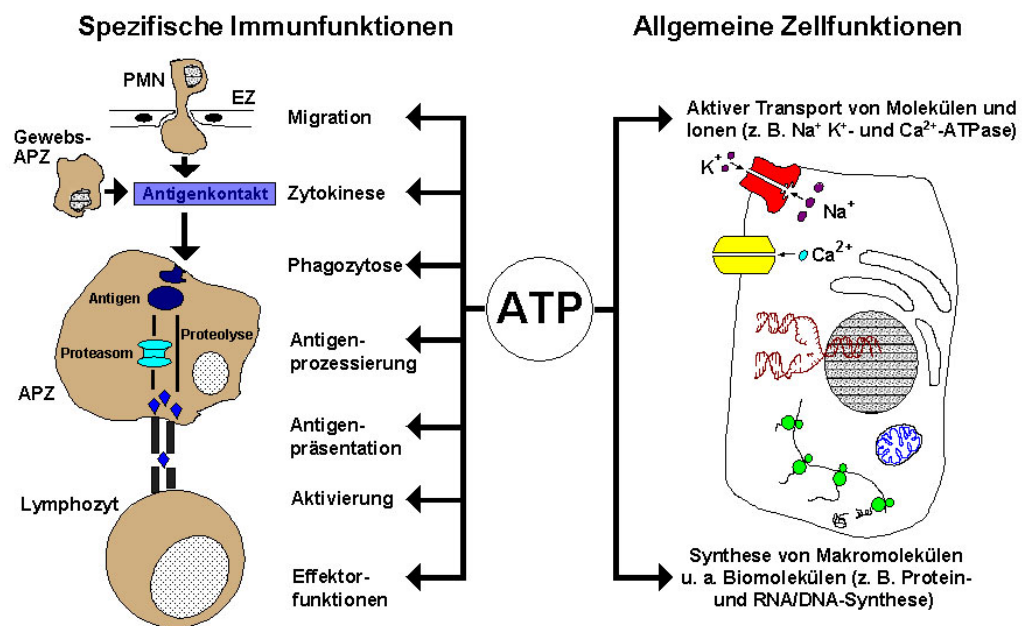 Spezifische Immunfunktionen
PMN
EZ
Gewebs-
APZ
Antigenkontakt
Antigen
Proteolyse
Proteasom
APZ
Lymphozyt
Migration
Zytokinese
Phagozytose
Antigen-
prozessierung
Antigen-
präsentation
Aktivierung
Effektor-
funktionen
ATP
Allgemeine Zellfunktionen
Aktiver Transport von Molekülen und
Ionen (z. B. Na⁺ K⁺- und Ca²⁺-ATPase)
K⁺
Na⁺
Ca²⁺
Synthese von Makromolekülen
u. a. Biomolekülen (z. B. Protein-
und RNA/DNA-Synthese)